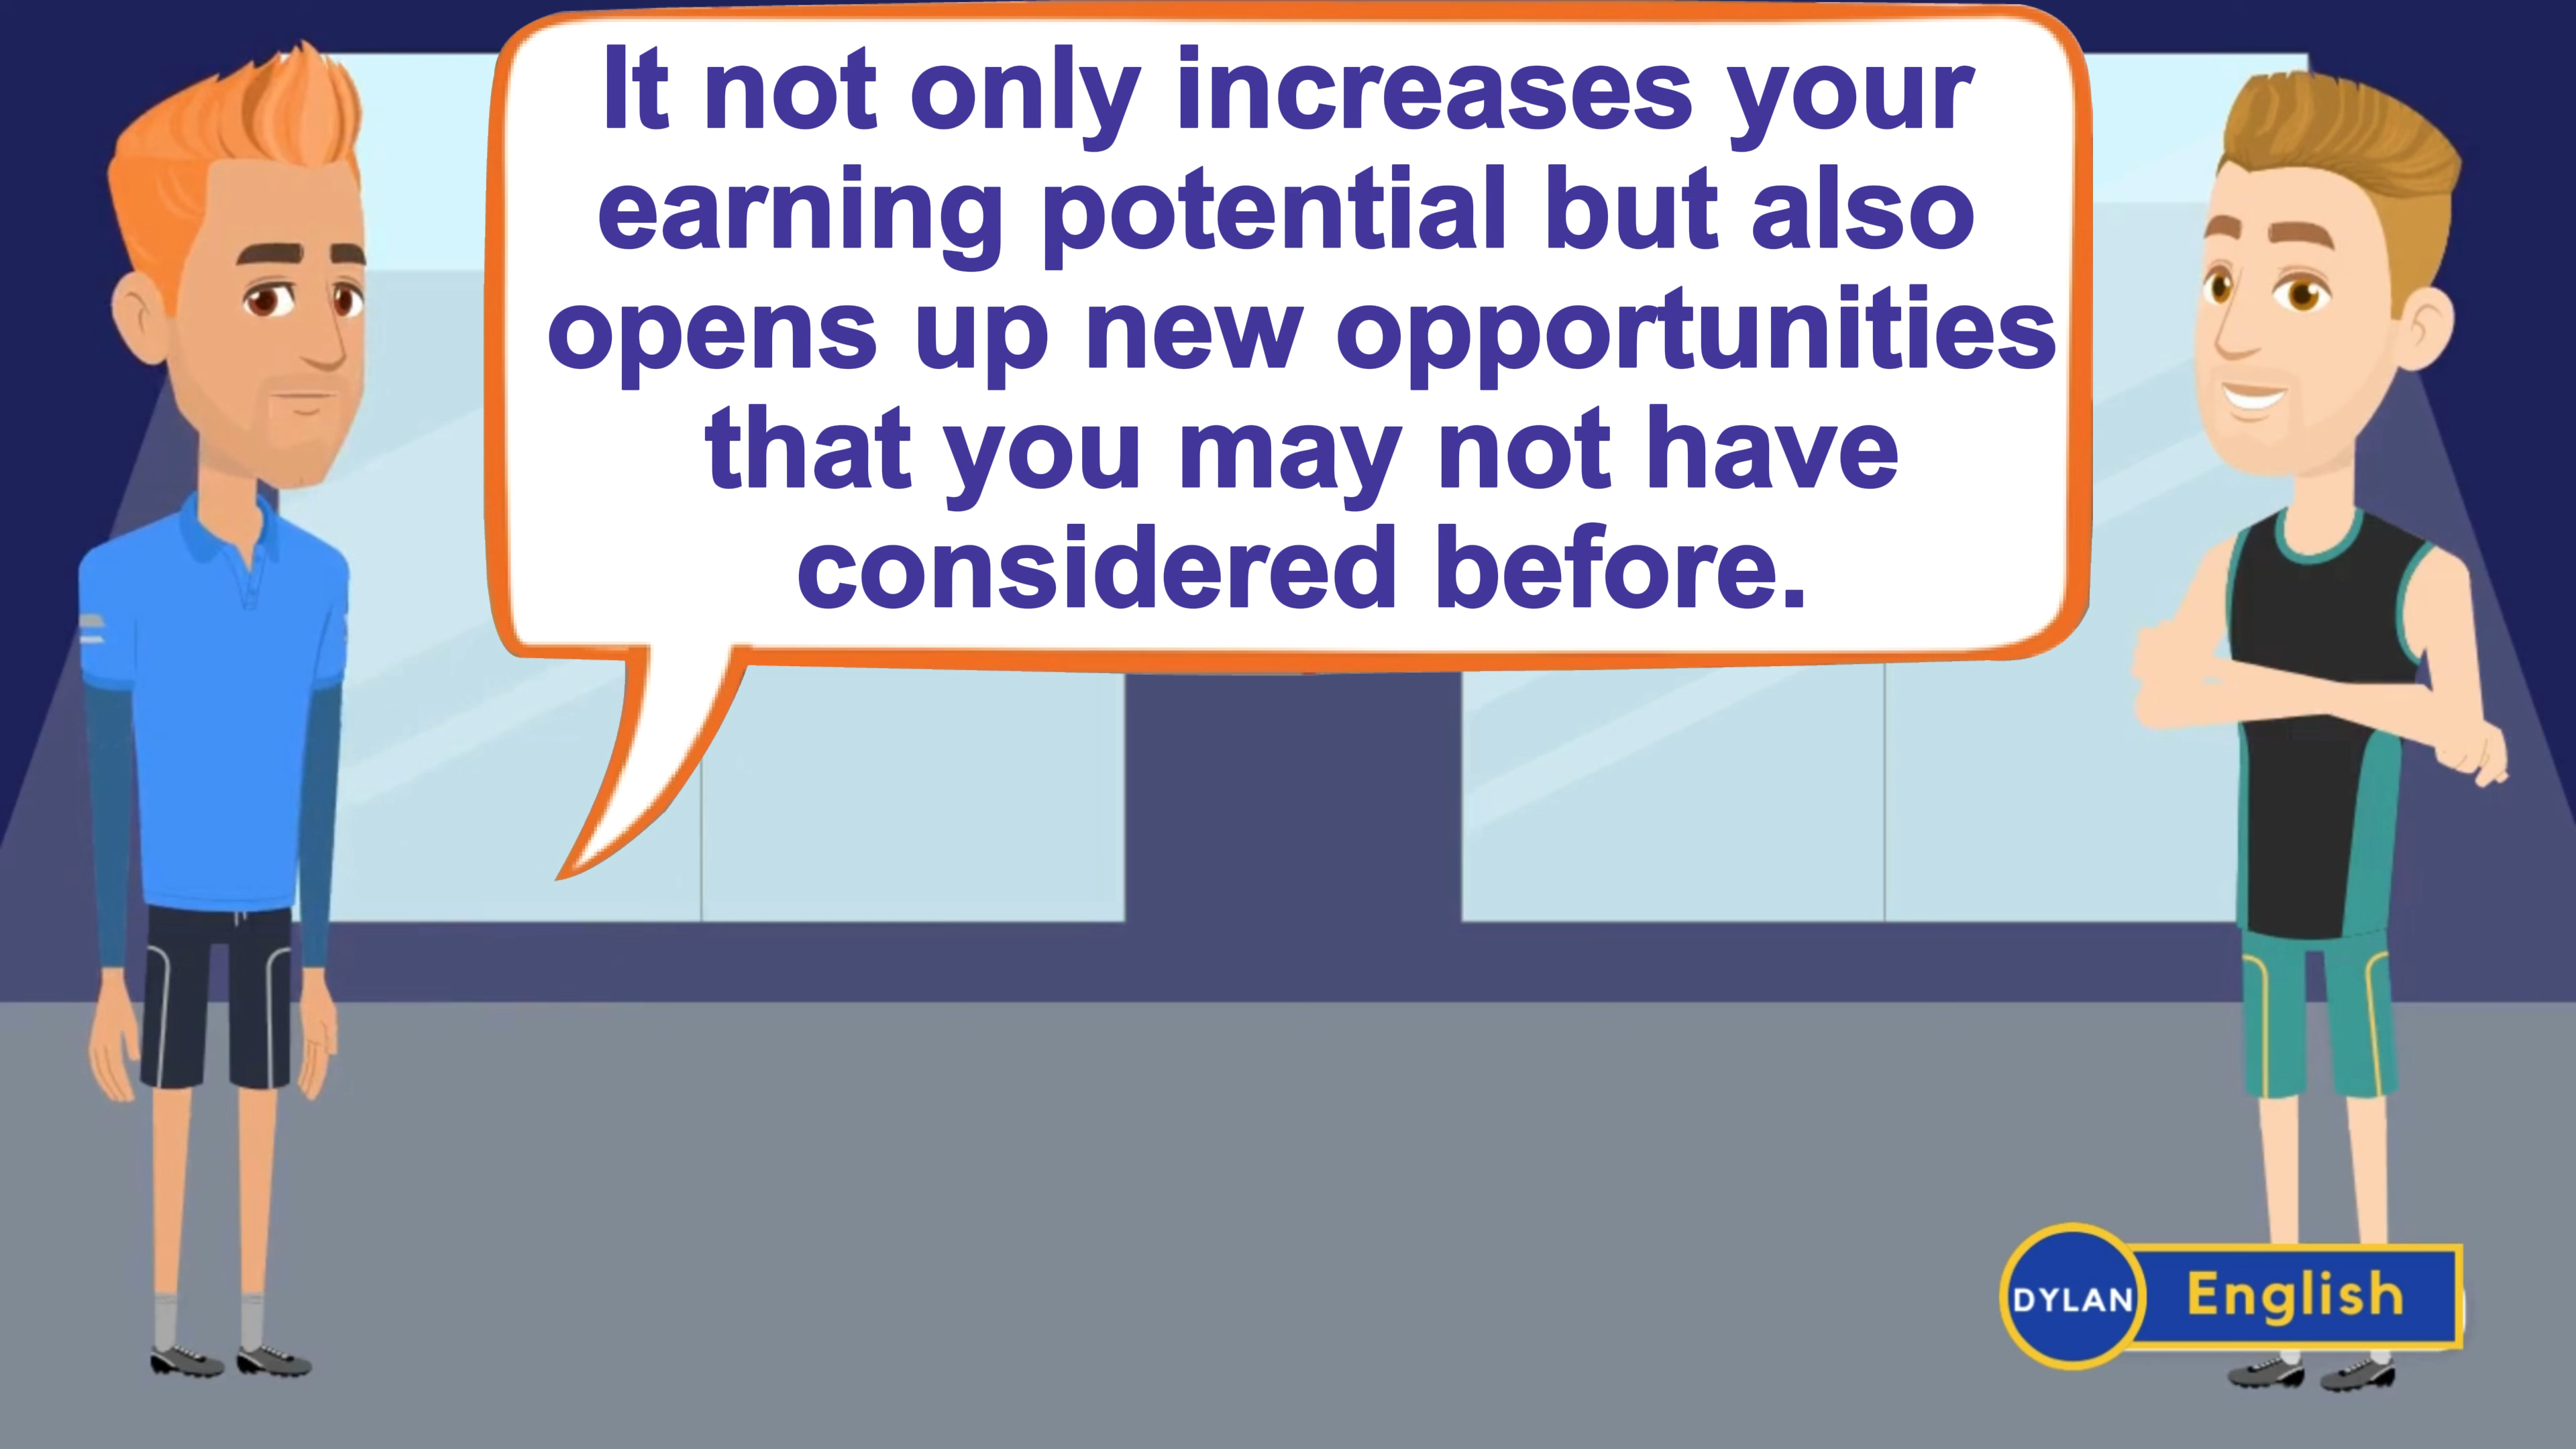 It not only increases your
earning potential but also
opens up new opportunities
that you may not have
considered before.
DYLAN English